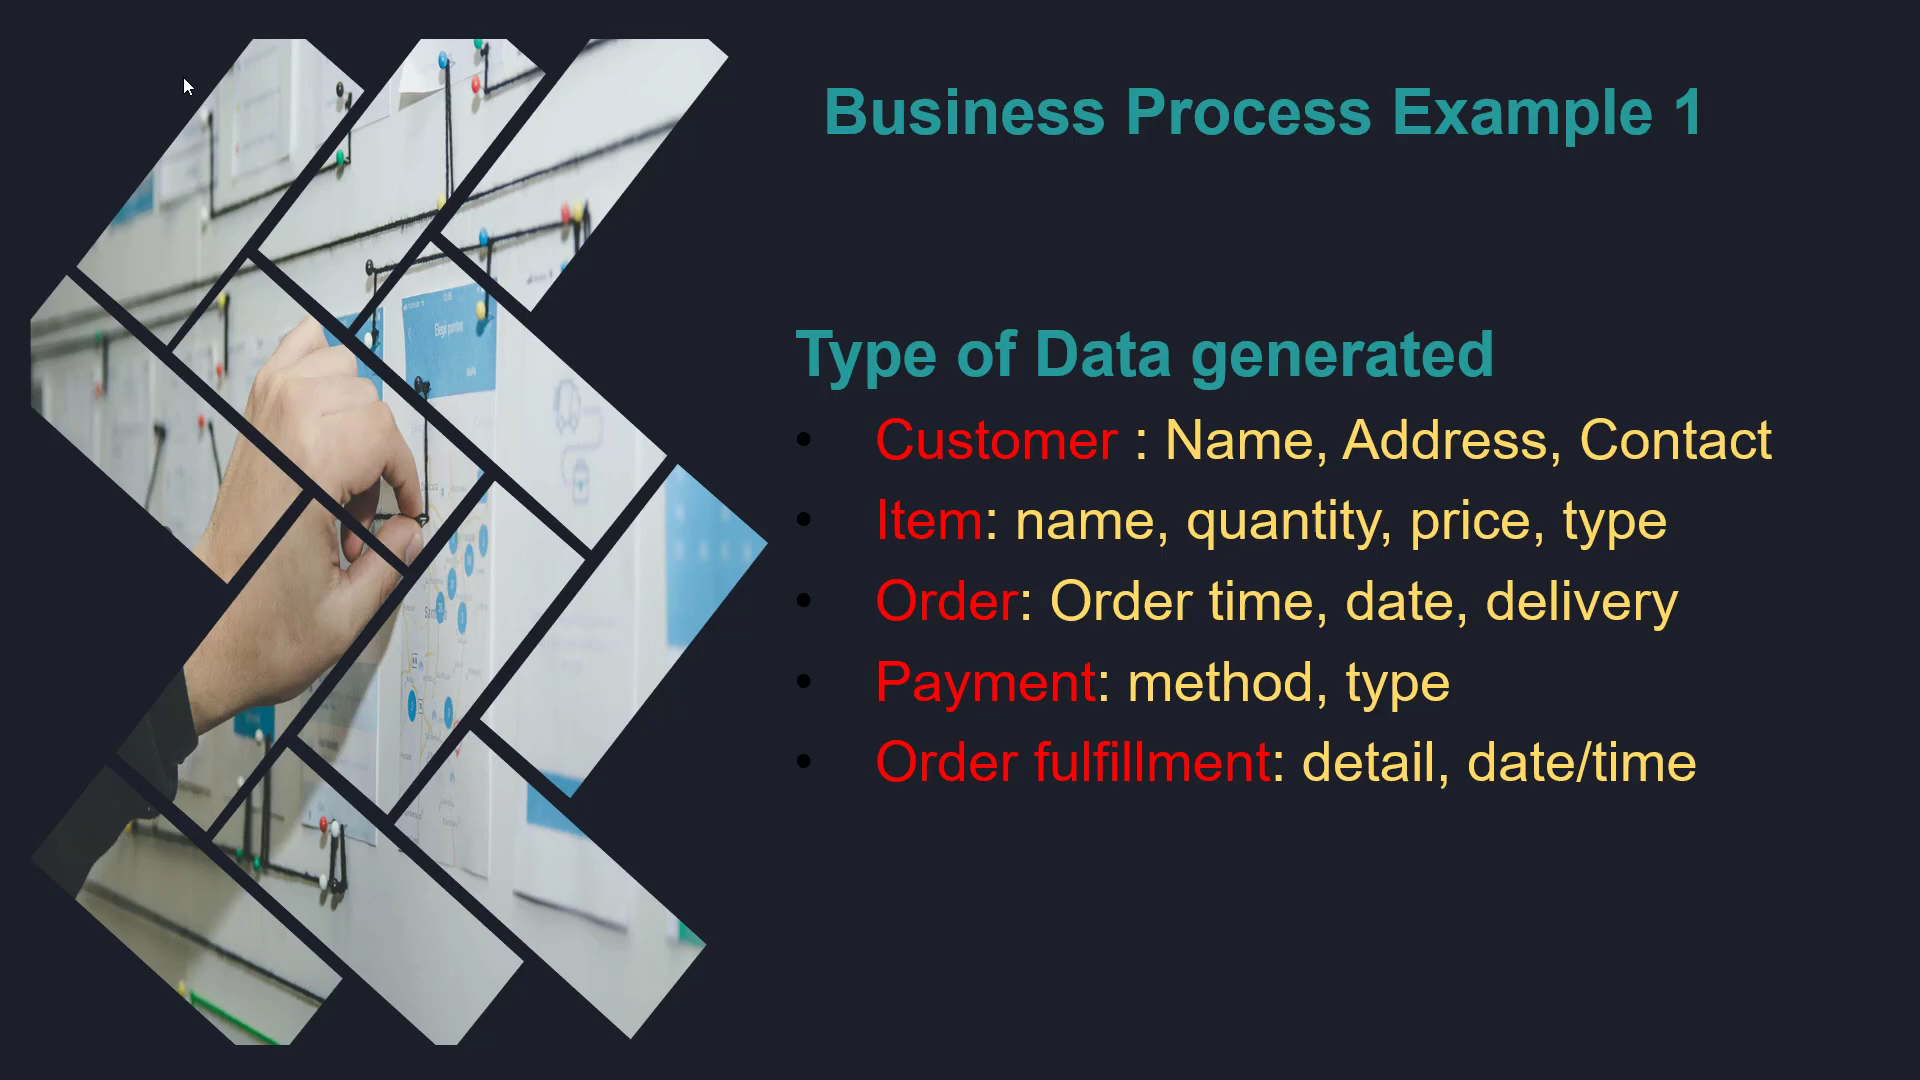 Business Process Example 1
Type of Data generated
• Customer : Name, Address, Contact
• Item: name, quantity, price, type
• Order: Order time, date, delivery
• Payment: method, type
• Order fulfillment: detail, date/time